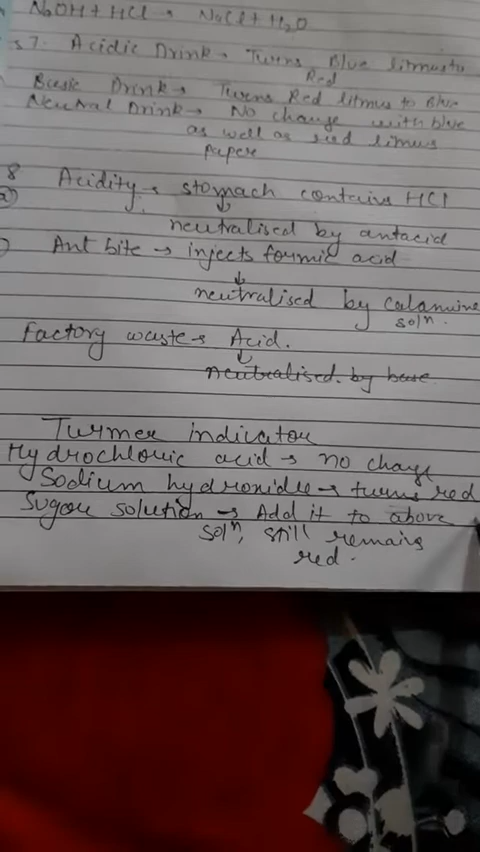 NaOH + HCl → NaCl + H2O
57. Acidic Drink → Turns Blue litmus to
Red
Basic Drink → Turns Red litmus to Blue
Neutral Drink → No change with blue
as well as red limus
paper
8 Acidity → stomach contains HCl
a) ↓
neutralised by antacid
Ant bite → injects formic acid
↓
neutralised by calamine
solⁿ.
Factory waste → Acid.
↓
neutralised by base
Turmer indicator
Hydrochloric acid → no change
Sodium hydroxide → turns red
Sugar solution → Add it to above
solⁿ, still remains
red.